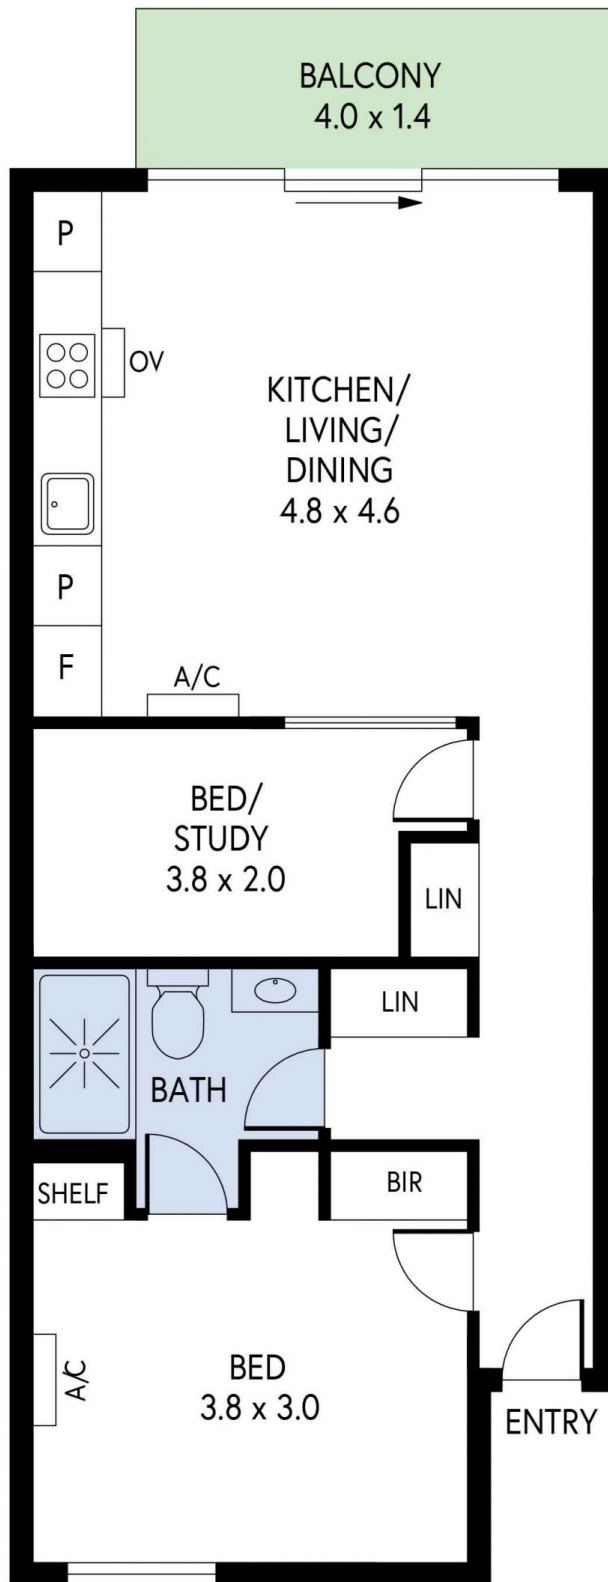 BALCONY
4.0 x 1.4
P
OV
KITCHEN/
LIVING/
DINING
4.8 x 4.6
P
F
A/C
BED/
STUDY
3.8 x 2.0
LIN
LIN
BATH
SHELF
BIR
A/C
BED
3.8 x 3.0
ENTRY